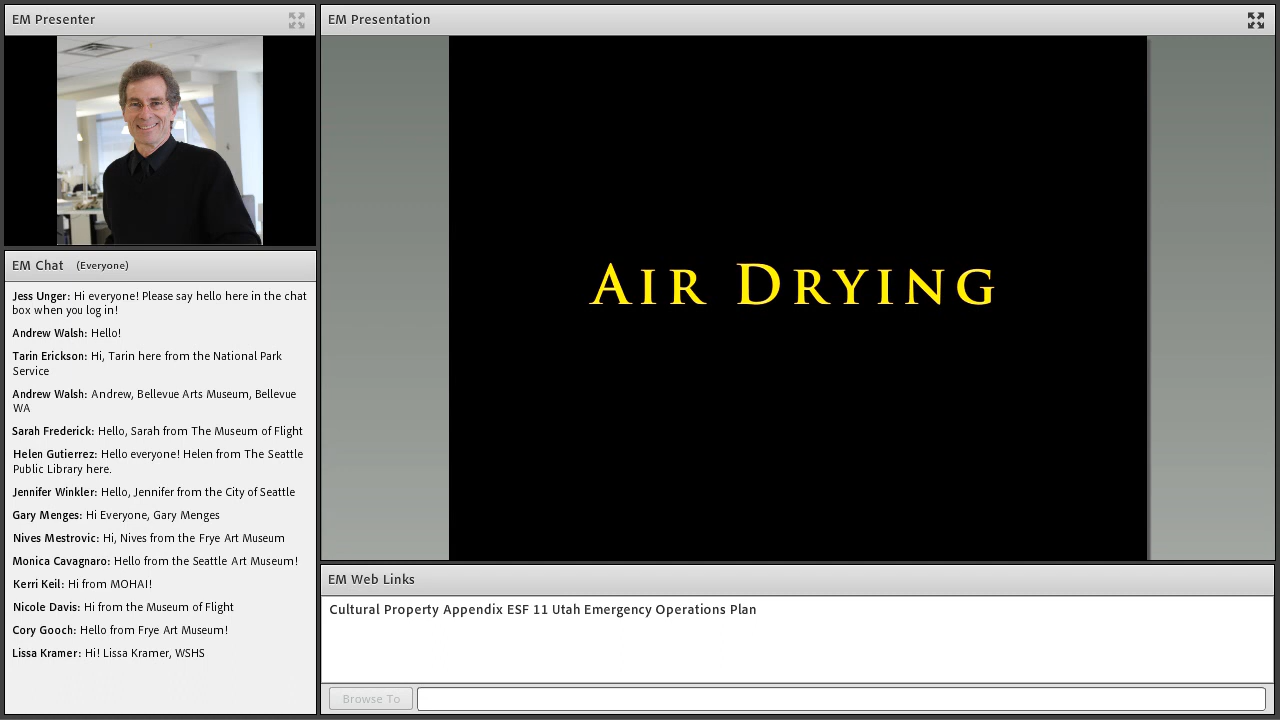 EM Presenter
EM Chat (Everyone)
Jess Unger: Hi everyone! Please say hello here in the chat
box when you log in!
Andrew Walsh: Hello!
Tarin Erickson: Hi, Tarin here from the National Park
Service
Andrew Walsh: Andrew, Bellevue Arts Museum, Bellevue
WA
Sarah Frederick: Hello, Sarah from The Museum of Flight
Helen Gutierrez: Hello everyone! Helen from The Seattle
Public Library here.
Jennifer Winkler: Hello, Jennifer from the City of Seattle
Gary Menges: Hi Everyone, Gary Menges
Nives Mestrovic: Hi, Nives from the Frye Art Museum
Monica Cavagnaro: Hello from the Seattle Art Museum!
Kerri Keil: Hi from MOHAI!
Nicole Davis: Hi from the Museum of Flight
Cory Gooch: Hello from Frye Art Museum!
Lissa Kramer: Hi! Lissa Kramer, WSHS
EM Presentation
AIR DRYING
EM Web Links
Cultural Property Appendix ESF 11 Utah Emergency Operations Plan
Browse To